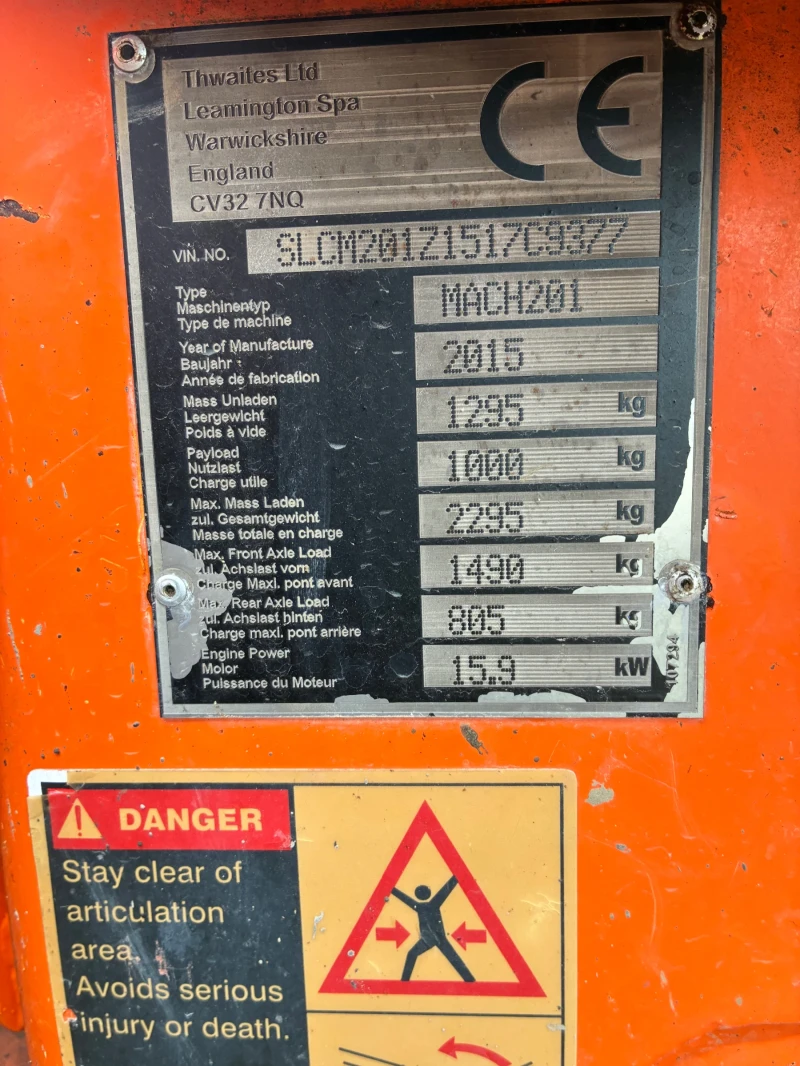 Thwaites Ltd
Leamington Spa
Warwickshire
England
CV32 7NQ
CE
VIN. NO. SLCM201Z1517C9377
Type
Maschinentyp
Type de machine
MACH201
Year of Manufacture
Baujahr
Année de fabrication
2015
Mass Unladen
Leergewicht
Poids à vide
1295 kg
Payload
Nutzlast
Charge utile
1000 kg
Max. Mass Laden
zul. Gesamtgewicht
Masse totale en charge
2295 kg
Max. Front Axle Load
zul. Achslast vorn
Charge Maxl. pont avant
1490 kg
Max. Rear Axle Load
zul. Achslast hinten
Charge maxl. pont arrière
805 kg
Engine Power
Motor
Puissance du Moteur
15.9 kW
DANGER
Stay clear of
articulation
area.
Avoids serious
injury or death.